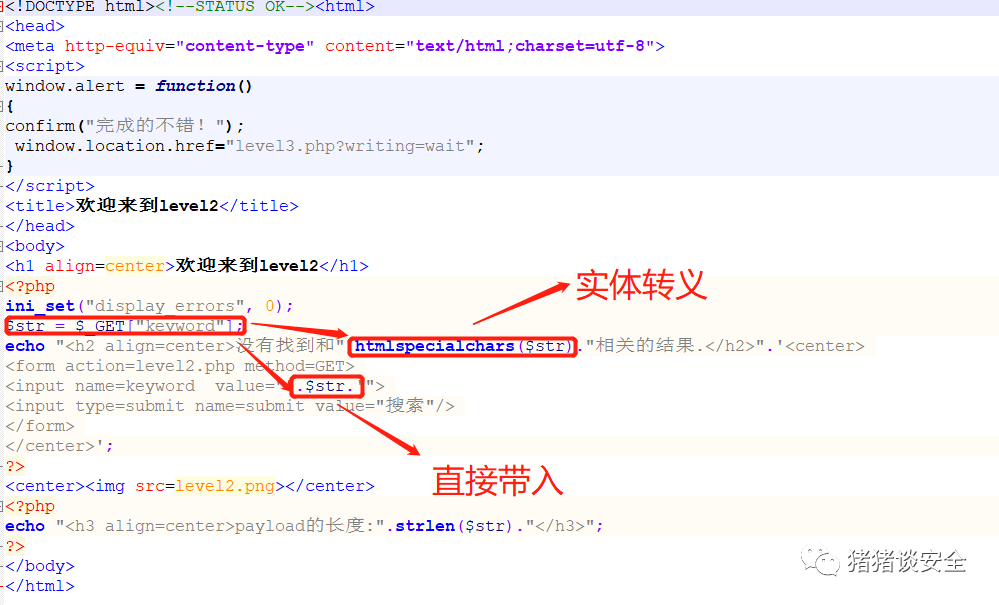 <!DOCTYPE html><!--STATUS OK--><html>
<head>
<meta http-equiv="content-type" content="text/html;charset=utf-8">
<script>
window.alert = function()
{
confirm("完成的不错！");
 window.location.href="level3.php?writing=wait";
}
</script>
<title>欢迎来到level2</title>
</head>
<body>
<h1 align=center>欢迎来到level2</h1>
<?php
实体转义
ini_set("display_errors", 0);
$str = $_GET["keyword"];
echo "<h2 align=center>没有找到和".htmlspecialchars($str)."相关的结果.</h2>".'<center>
<form action=level2.php method=GET>
<input name=keyword  value="'.$str.'">
<input type=submit name=submit value="搜索"/>
</form>
</center>';
?>
直接带入
<center><img src=level2.png></center>
<?php
echo "<h3 align=center>payload的长度:".strlen($str)."</h3>";
?>
</body>
猪猪谈安全
</html>